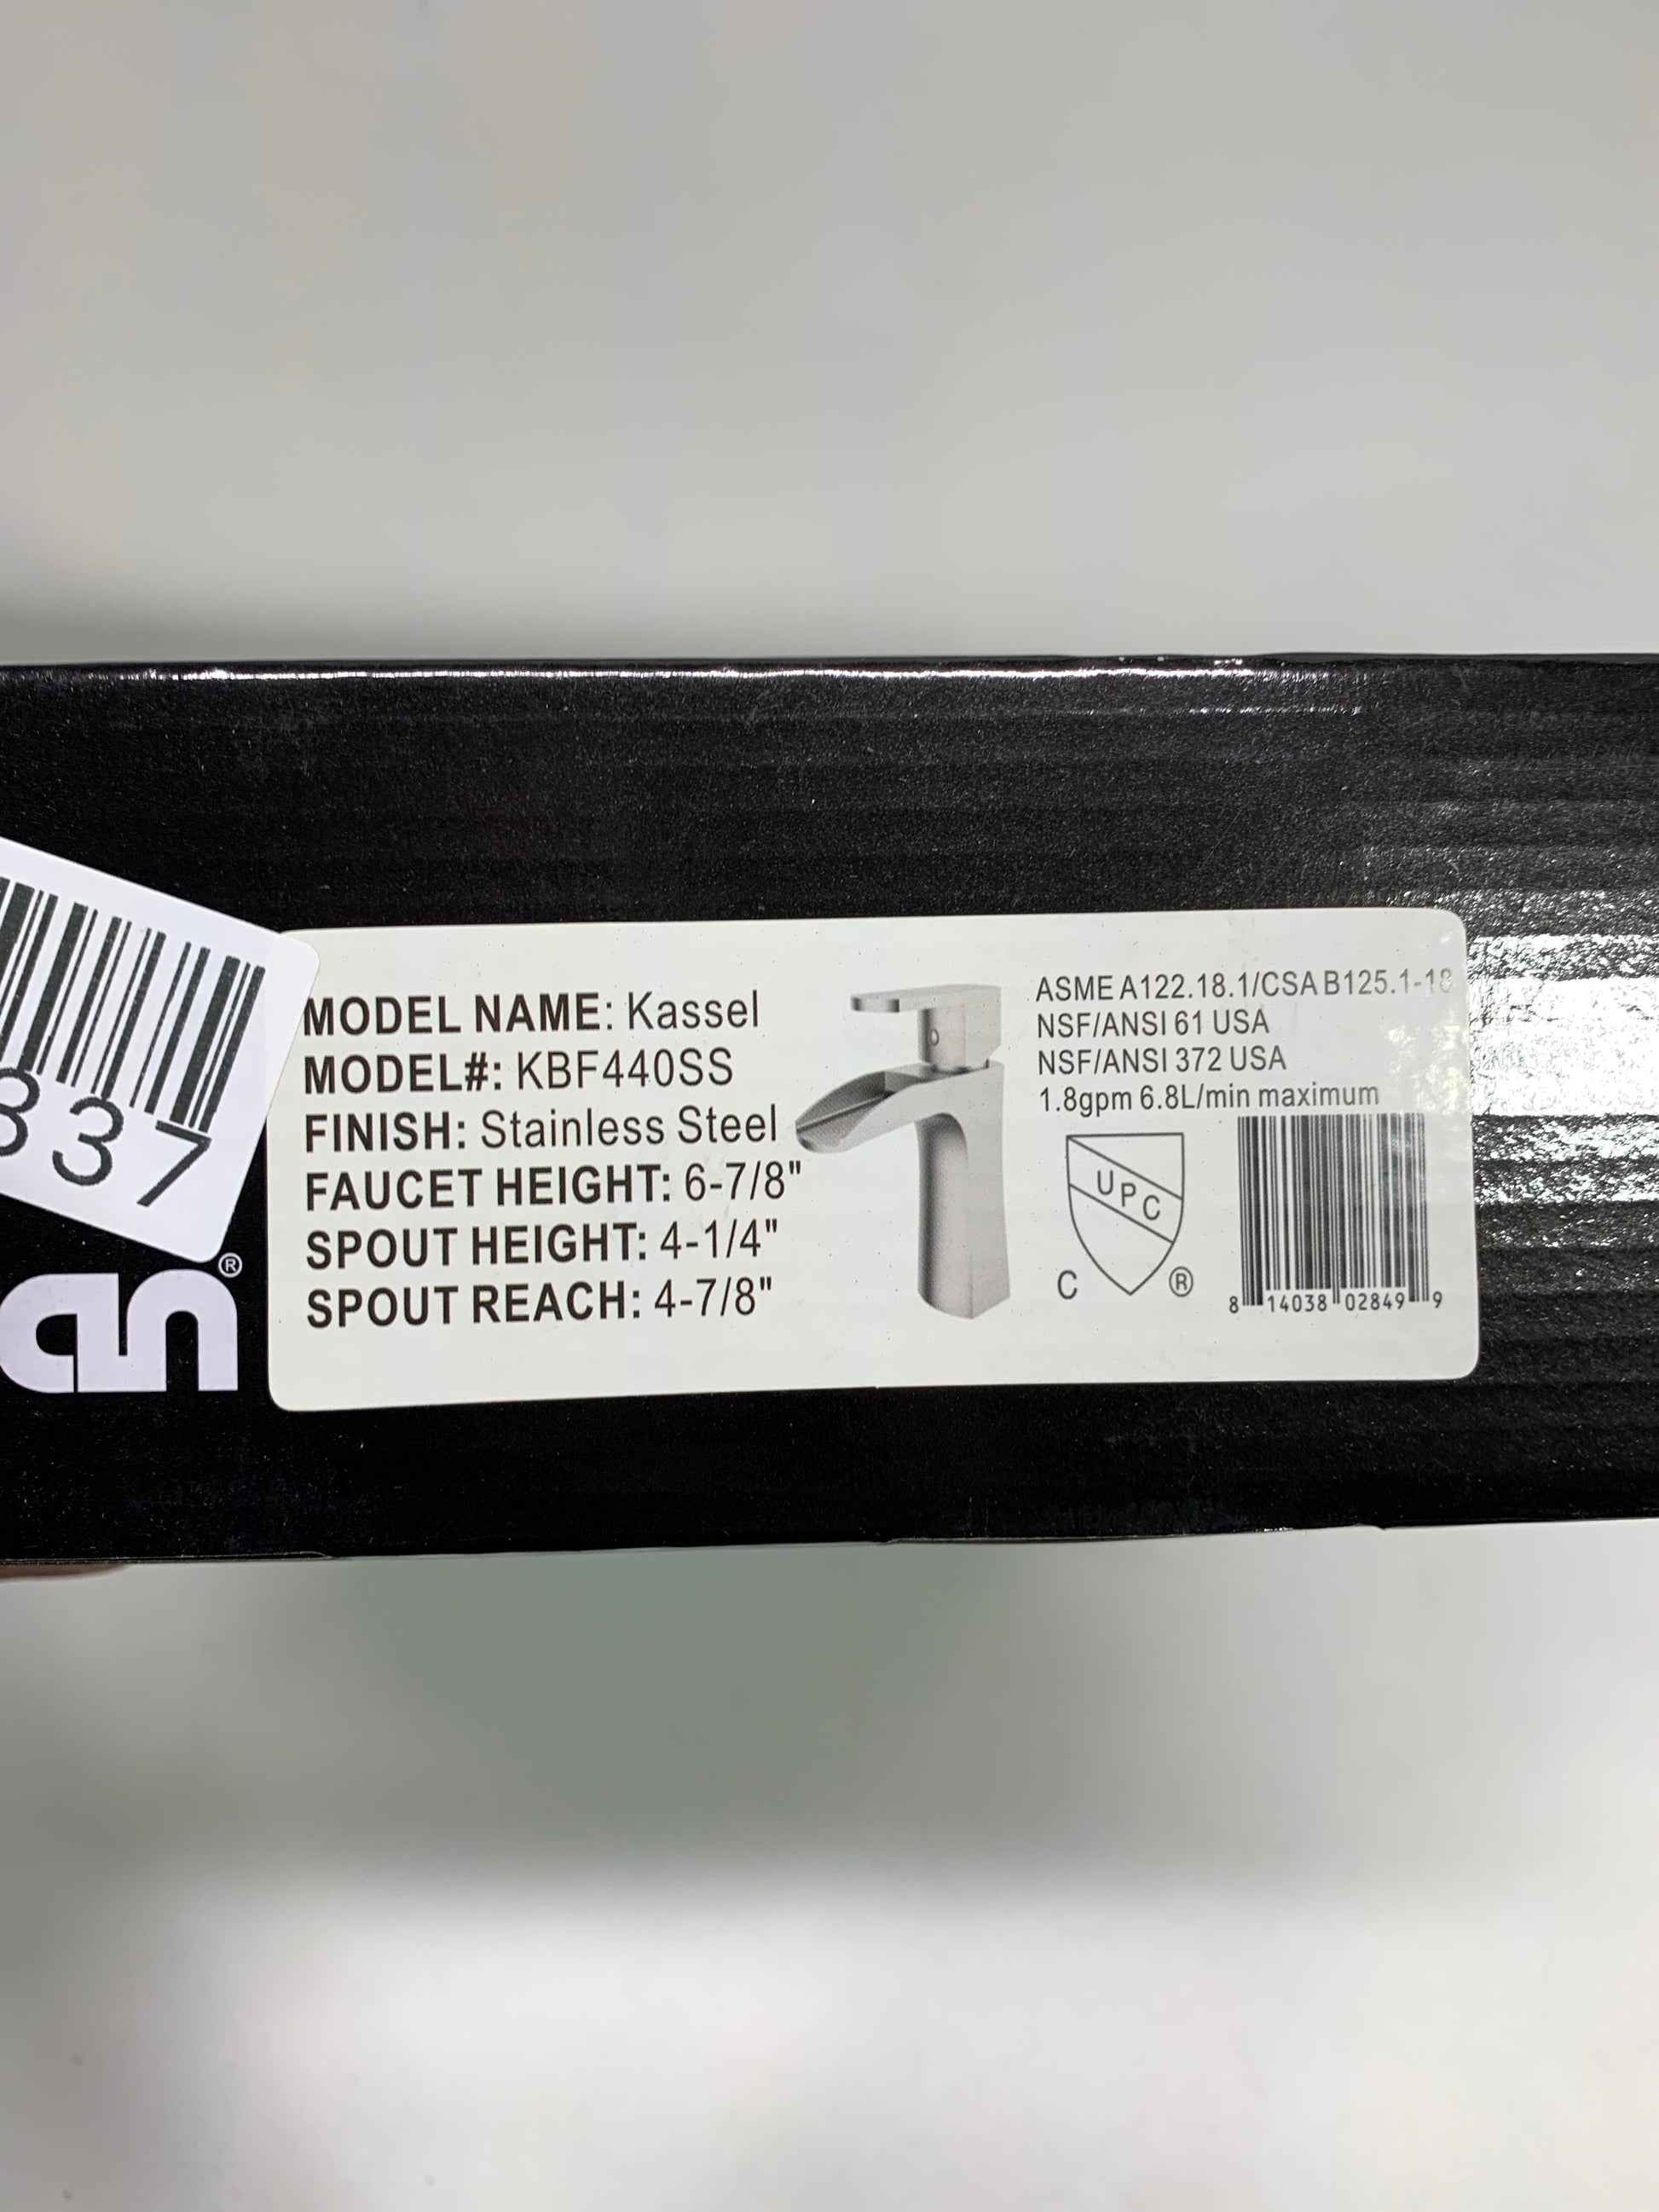 837
an®
MODEL NAME: Kassel
MODEL#: KBF440SS
FINISH: Stainless Steel
FAUCET HEIGHT: 6-7/8"
SPOUT HEIGHT: 4-1/4"
SPOUT REACH: 4-7/8"
ASME A122.18.1/CSA B125.1-18
NSF/ANSI 61 USA
NSF/ANSI 372 USA
1.8gpm 6.8L/min maximum
UPC
C ®
8 14038 02849 9